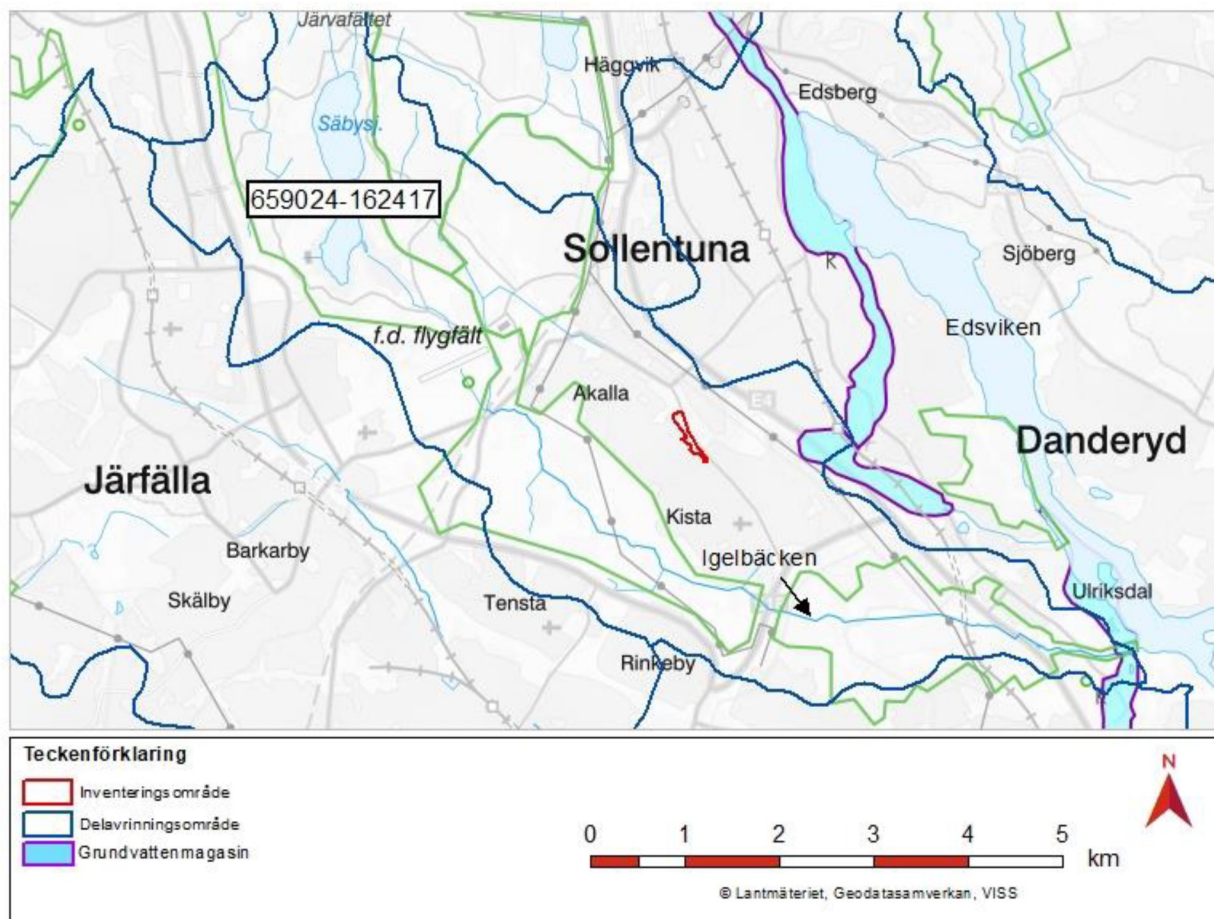 Järvafältet
Häggvik
Edsberg
Säbysj.
659024-162417
Sollentuna
Sjöberg
K
f.d. flygfält
Edsviken
Akalla
E4
Danderyd
Järfälla
Kista
Barkarby
Igelbäcken
Ulriksdal
Skälby
Tensta
Rinkeby
K
Teckenförklaring
Inventeringsområde
Delavrinningsområde
Grundvattenmagasin
N
0 1 2 3 4 5
km
© Lantmäteriet, Geodatasamverkan, VISS